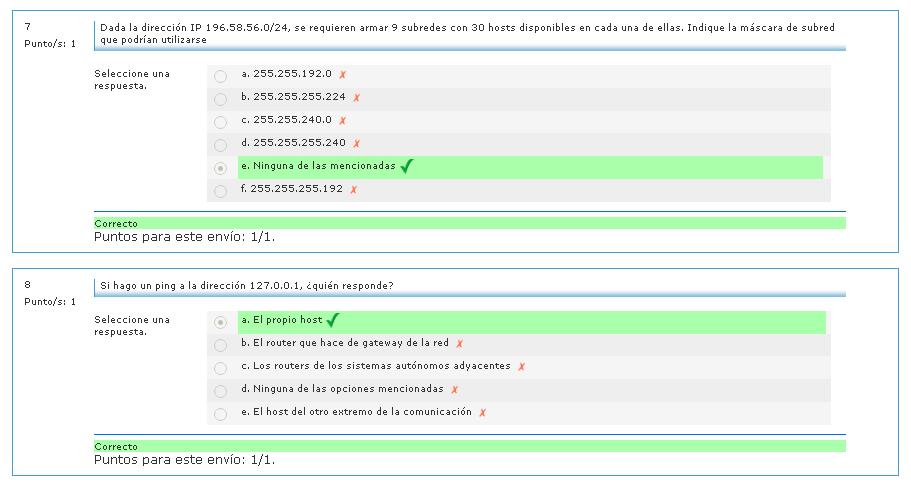 7
Punto/s: 1
Dada la dirección IP 196.58.56.0/24, se requieren armar 9 subredes con 30 hosts disponibles en cada una de ellas. Indique la máscara de subred
que podrían utilizarse
Seleccione una
respuesta.
a. 255.255.192.0 ✗
b. 255.255.255.224 ✗
c. 255.255.240.0 ✗
d. 255.255.255.240 ✗
e. Ninguna de las mencionadas ✓
f. 255.255.255.192 ✗
Correcto
Puntos para este envío: 1/1.
8
Punto/s: 1
Si hago un ping a la dirección 127.0.0.1, ¿quién responde?
Seleccione una
respuesta.
a. El propio host ✓
b. El router que hace de gateway de la red ✗
c. Los routers de los sistemas autónomos adyacentes ✗
d. Ninguna de las opciones mencionadas ✗
e. El host del otro extremo de la comunicación ✗
Correcto
Puntos para este envío: 1/1.